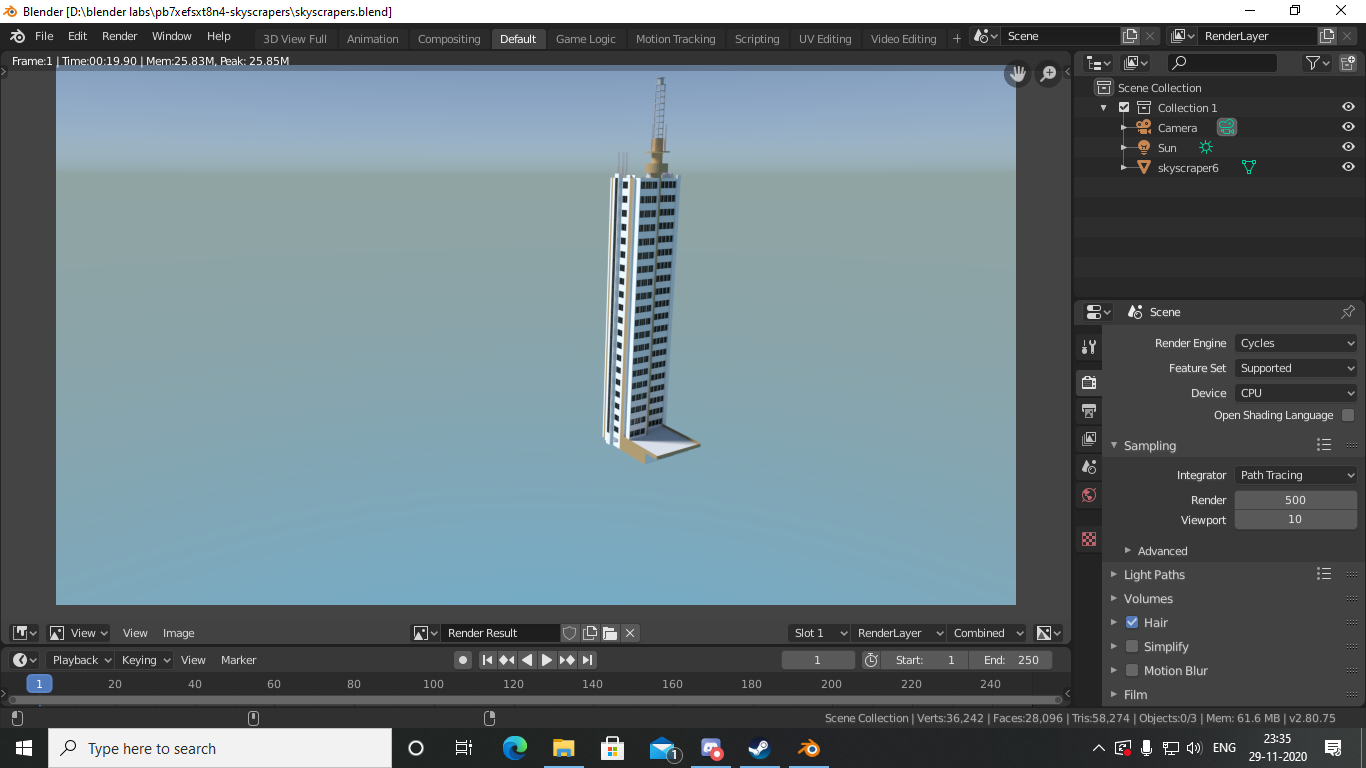 Blender [D:\blender labs\pb7xefsxt8n4-skyscrapers\skyscrapers.blend]
File Edit Render Window Help
3D View Full Animation Compositing Default Game Logic Motion Tracking Scripting UV Editing Video Editing +
Scene RenderLayer
Frame:1 | Time:00:19.90 | Mem:25.83M, Peak: 25.85M
Scene Collection
Collection 1
Camera
Sun
skyscraper6
Scene
Render Engine Cycles
Feature Set Supported
Device CPU
Open Shading Language
Sampling
Integrator Path Tracing
Render 500
Viewport 10
Advanced
Light Paths
Volumes
Hair
Simplify
Motion Blur
Film
View View Image Render Result Slot 1 RenderLayer Combined
Playback Keying View Marker 1 Start: 1 End: 250
1 20 40 60 80 100 120 140 160 180 200 220 240
Scene Collection | Verts:36,242 | Faces:28,096 | Tris:58,274 | Objects:0/3 | Mem: 61.6 MB | v2.80.75
Type here to search
1
ENG
23:35
29-11-2020